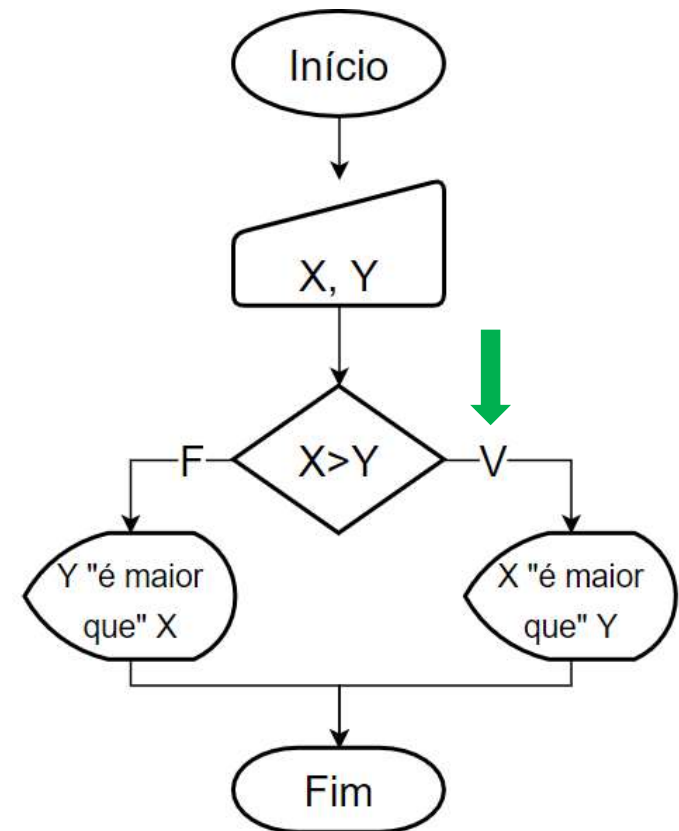 Início
X, Y
X>Y
F
V
Y "é maior
que" X
X "é maior
que" Y
Fim